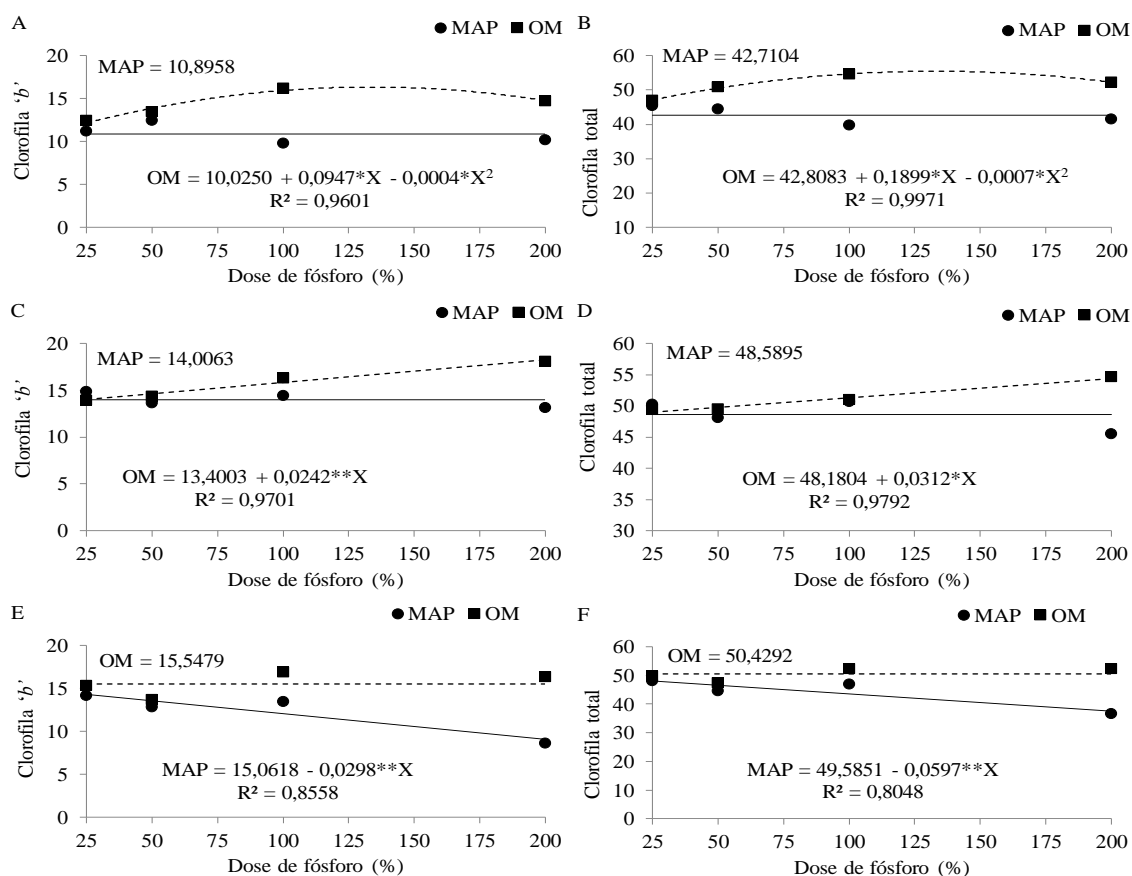 A
MAP OM
20
15
10
5
0
MAP = 10,8958
OM = 10,0250 + 0,0947*X - 0,0004*X²
R² = 0,9601
Clorofila ‘b’
25 50 75 100 125 150 175 200
Dose de fósforo (%)
B
MAP OM
60
50
40
30
20
10
MAP = 42,7104
OM = 42,8083 + 0,1899*X - 0,0007*X²
R² = 0,9971
Clorofila total
25 50 75 100 125 150 175 200
Dose de fósforo (%)
C
MAP OM
20
15
10
5
0
MAP = 14,0063
OM = 13,4003 + 0,0242**X
R² = 0,9701
Clorofila ‘b’
25 50 75 100 125 150 175 200
Dose de fósforo (%)
D
MAP OM
60
55
50
45
40
35
30
MAP = 48,5895
OM = 48,1804 + 0,0312*X
R² = 0,9792
Clorofila total
25 50 75 100 125 150 175 200
Dose de fósforo (%)
E
MAP OM
20
15
10
5
0
OM = 15,5479
MAP = 15,0618 - 0,0298**X
R² = 0,8558
Clorofila ‘b’
25 50 75 100 125 150 175 200
Dose de fósforo (%)
F
MAP OM
60
50
40
30
20
10
0
OM = 50,4292
MAP = 49,5851 - 0,0597**X
R² = 0,8048
Clorofila total
25 50 75 100 125 150 175 200
Dose de fósforo (%)